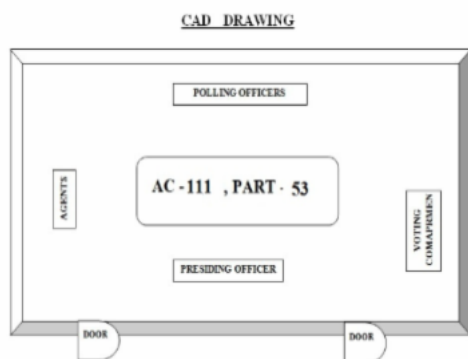 CAD DRAWING
POLLING OFFICERS
AGENTS
AC -111 , PART - 53
VOTING
COMAPRMEN
PRESIDING OFFICER
DOOR
DOOR